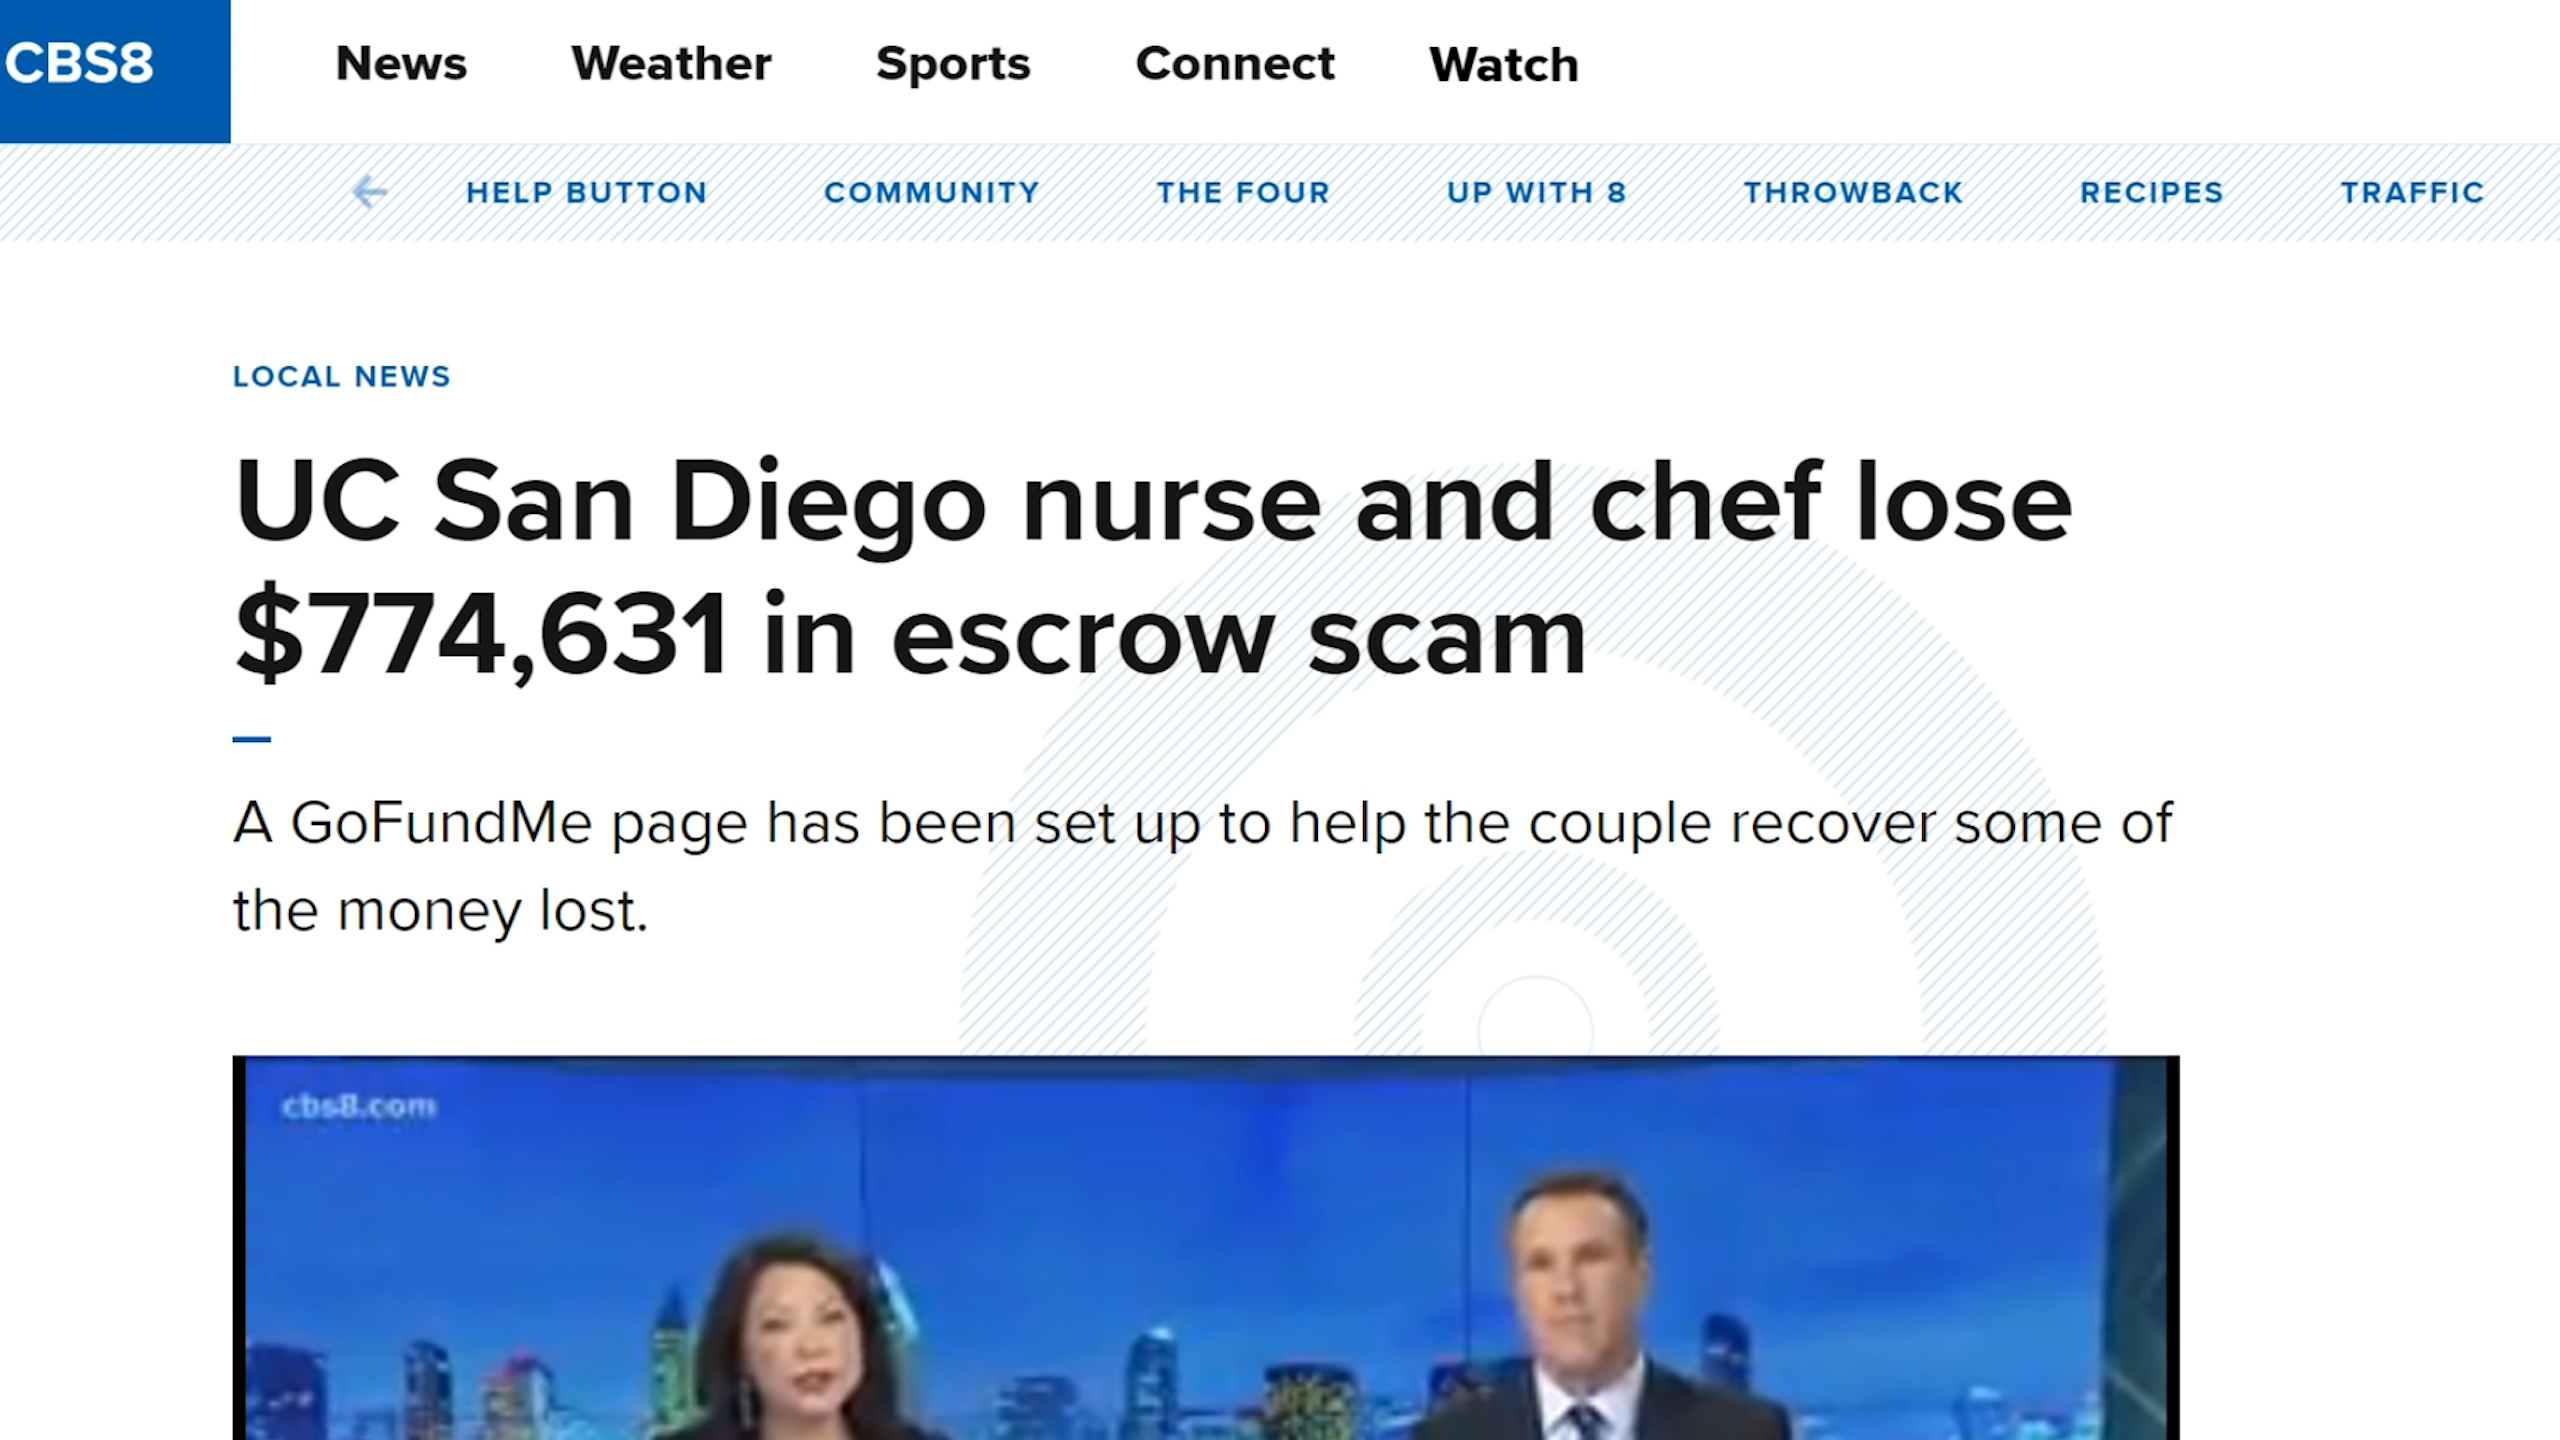 CBS8 News Weather Sports Connect Watch
← HELP BUTTON COMMUNITY THE FOUR UP WITH 8 THROWBACK RECIPES TRAFFIC
LOCAL NEWS
UC San Diego nurse and chef lose
$774,631 in escrow scam
A GoFundMe page has been set up to help the couple recover some of
the money lost.
cbs8.com